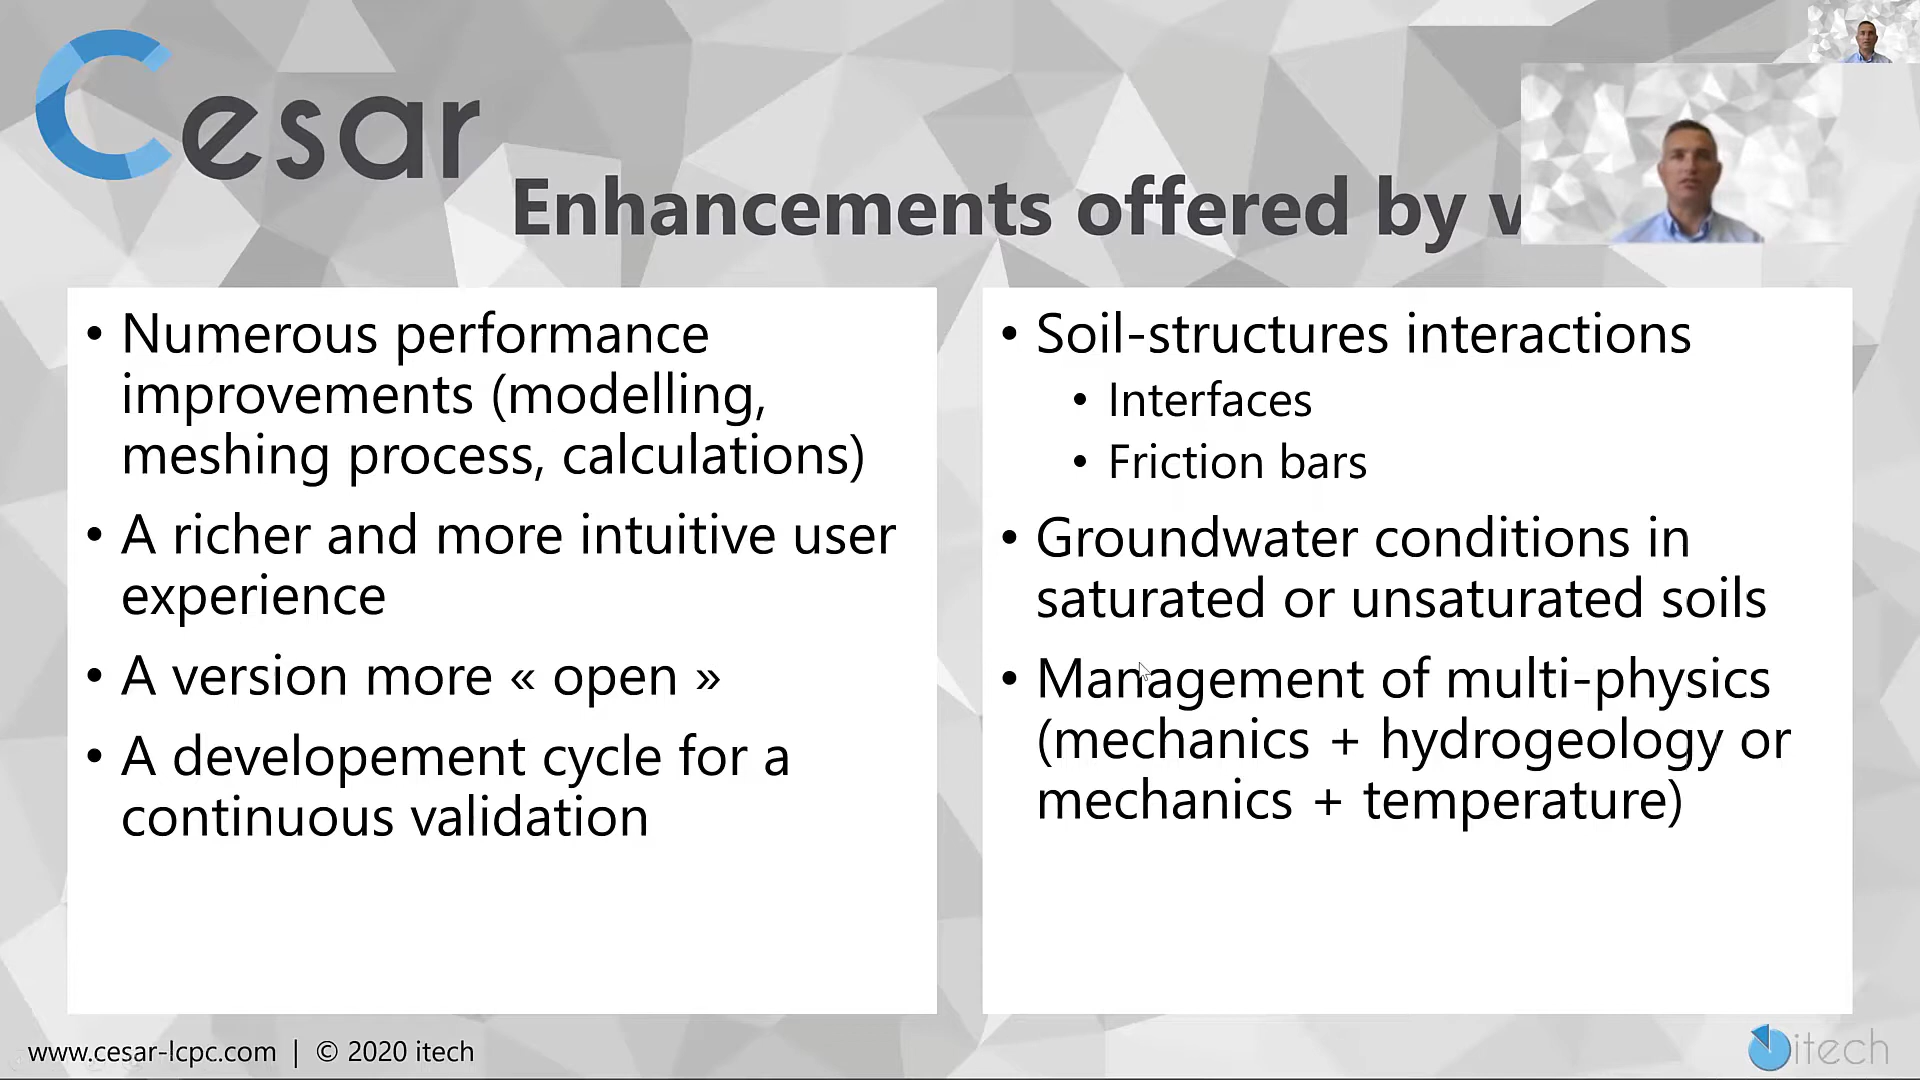 Cesar
Enhancements offered by
• Numerous performance
improvements (modelling,
meshing process, calculations)
• A richer and more intuitive user
experience
• A version more « open »
• A developement cycle for a
continuous validation
• Soil-structures interactions
• Interfaces
• Friction bars
• Groundwater conditions in
saturated or unsaturated soils
• Management of multi-physics
(mechanics + hydrogeology or
mechanics + temperature)
www.cesar-lcpc.com | © 2020 itech
itech